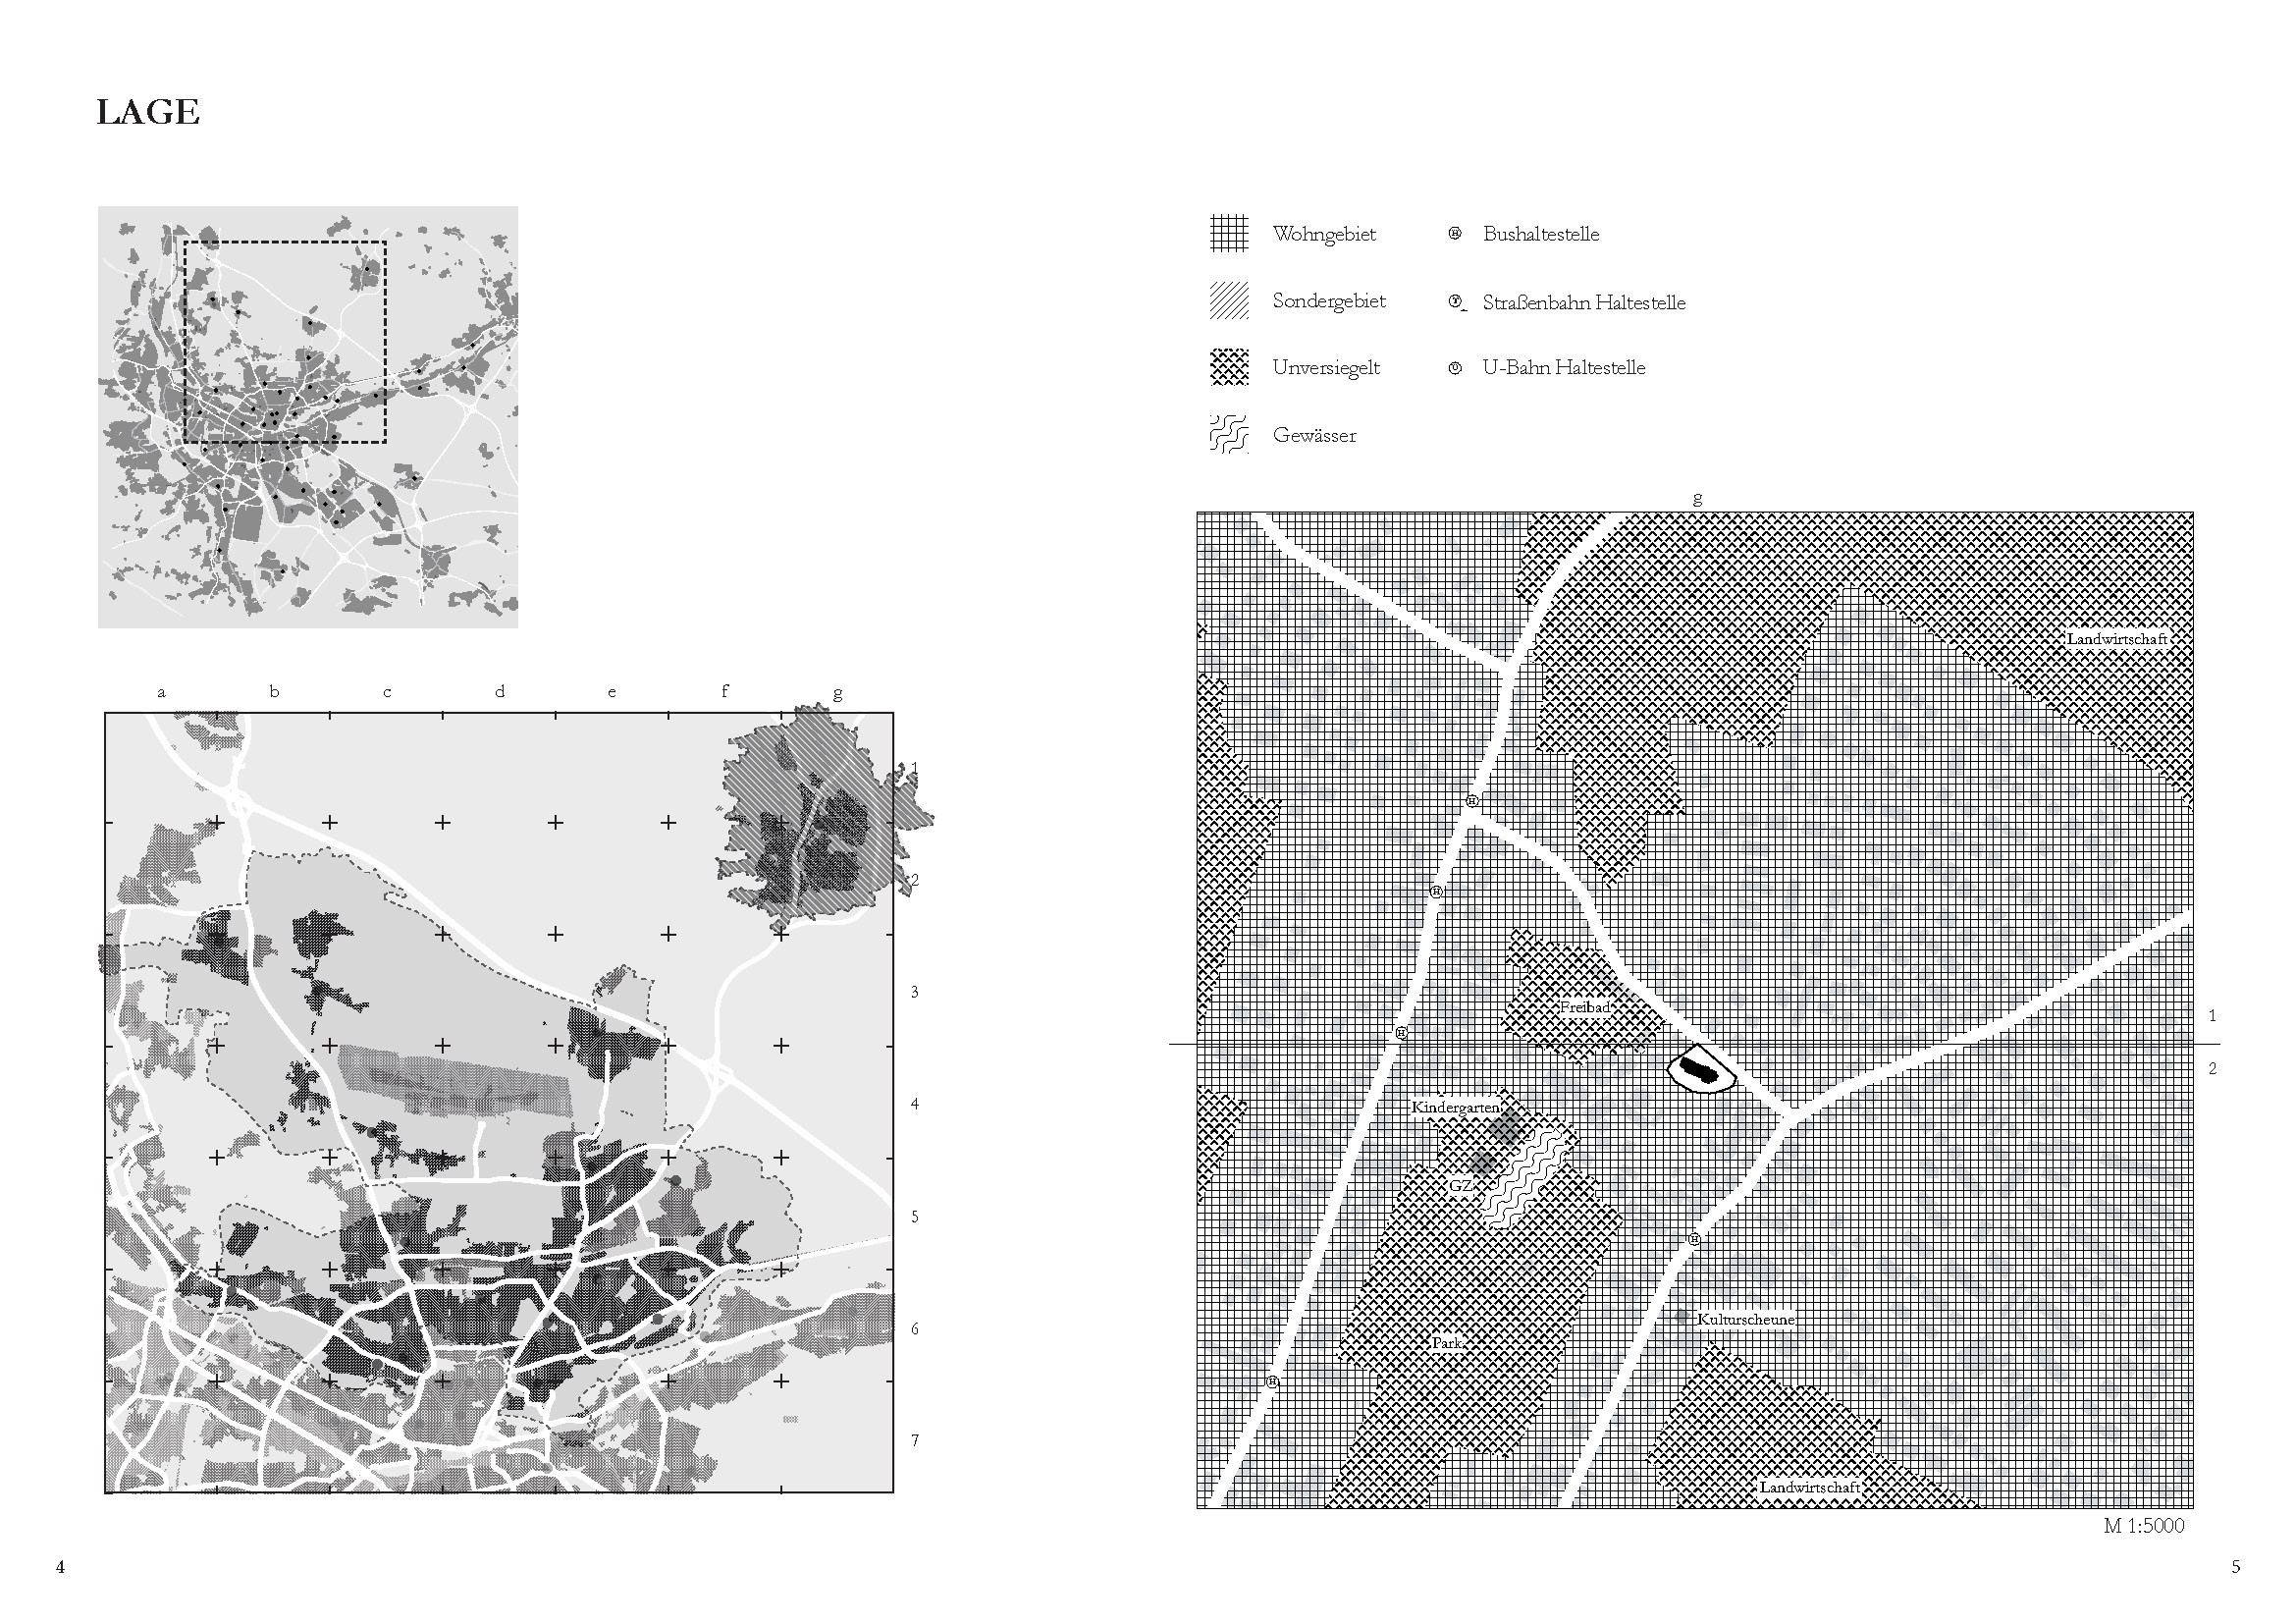 LAGE
a b c d e f g
1
2
3
4
5
6
7
4
Wohngebiet
Sondergebiet
Unversiegelt
Gewässer
H Bushaltestelle
T Straßenbahn Haltestelle
U U-Bahn Haltestelle
g
Landwirtschaft
H
H
Freibad
H
1
2
Kindergarten
GZ
H
Kulturscheune
Park
H
Landwirtschaft
M 1:5000
5